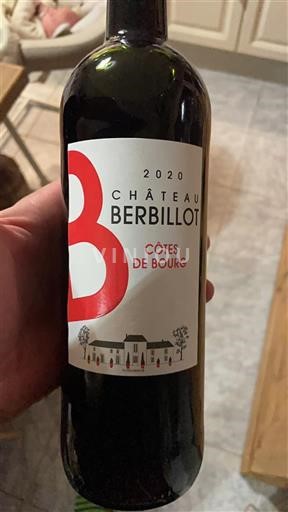 2020
CHÂTEAU
BERBILLOT
B
CÔTES
DE BOURG